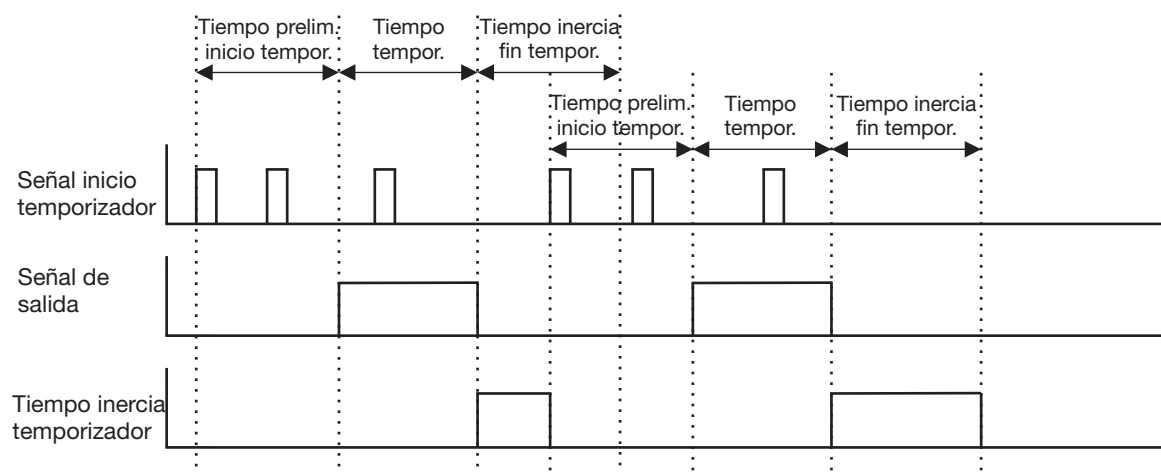 Tiempo prelim.
inicio tempor.
Tiempo
tempor.
Tiempo inercia
fin tempor.
Tiempo prelim.
inicio tempor.
Tiempo
tempor.
Tiempo inercia
fin tempor.
Señal inicio
temporizador
Señal de
salida
Tiempo inercia
temporizador